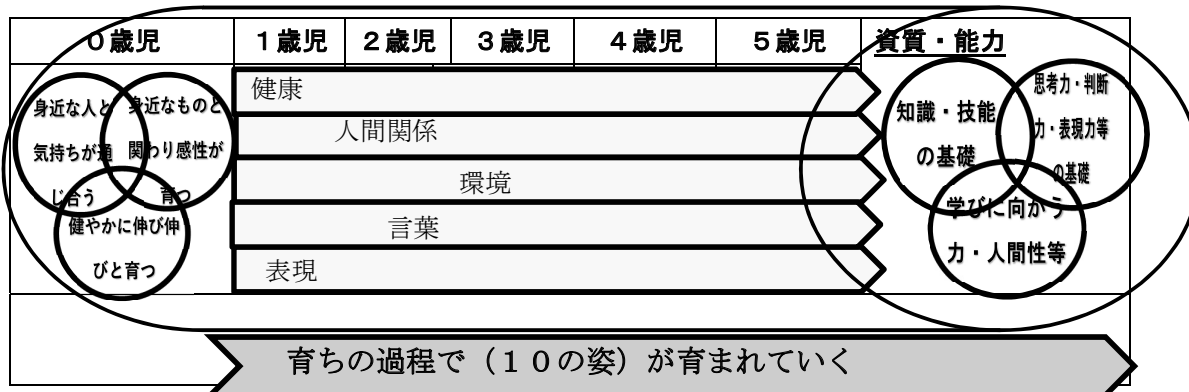 ０歳児 １歳児 ２歳児 ３歳児 ４歳児 ５歳児 資質・能力
身近な人と
気持ちが通
じ合う
身近なものと
関わり感性が
育つ
健やかに伸び伸
びと育つ
健康
人間関係
環境
言葉
表現
知識・技能
の基礎
思考力・判断
力・表現力等
の基礎
学びに向かう
力・人間性等
育ちの過程で（１０の姿）が育まれていく